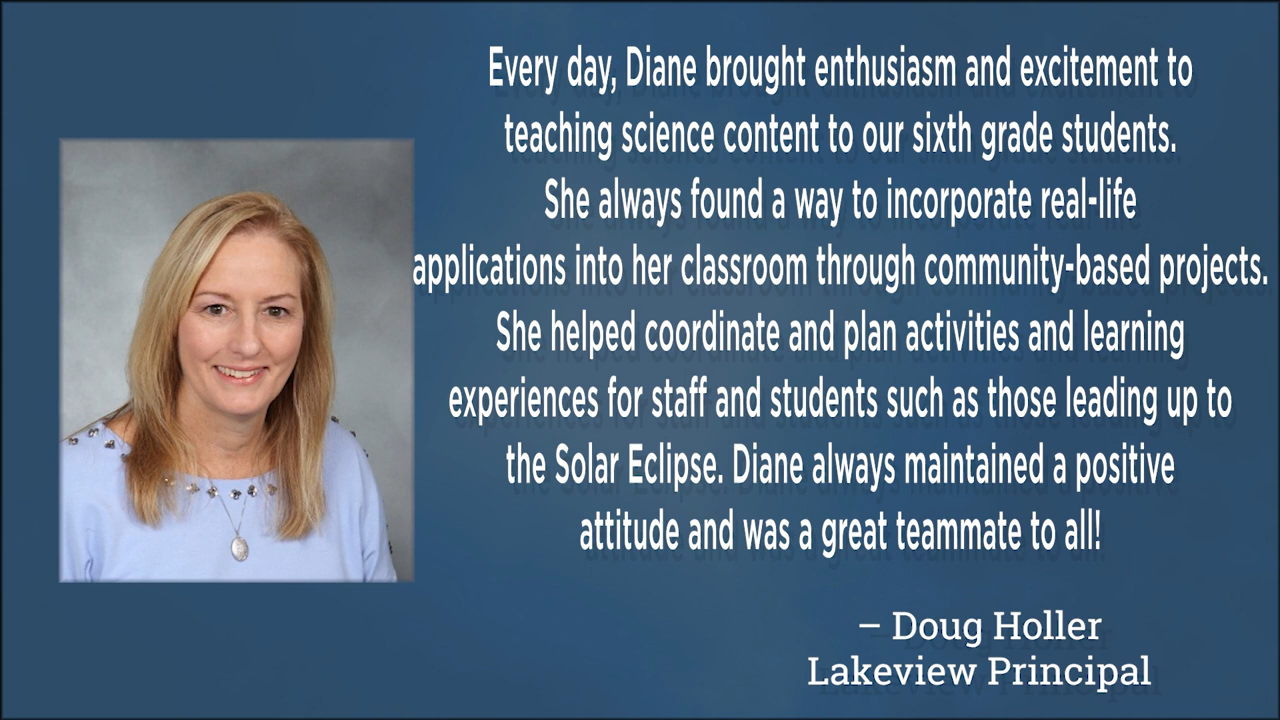 Every day, Diane brought enthusiasm and excitement to
teaching science content to our sixth grade students.
She always found a way to incorporate real-life
applications into her classroom through community-based projects.
She helped coordinate and plan activities and learning
experiences for staff and students such as those leading up to
the Solar Eclipse. Diane always maintained a positive
attitude and was a great teammate to all!
– Doug Holler
Lakeview Principal